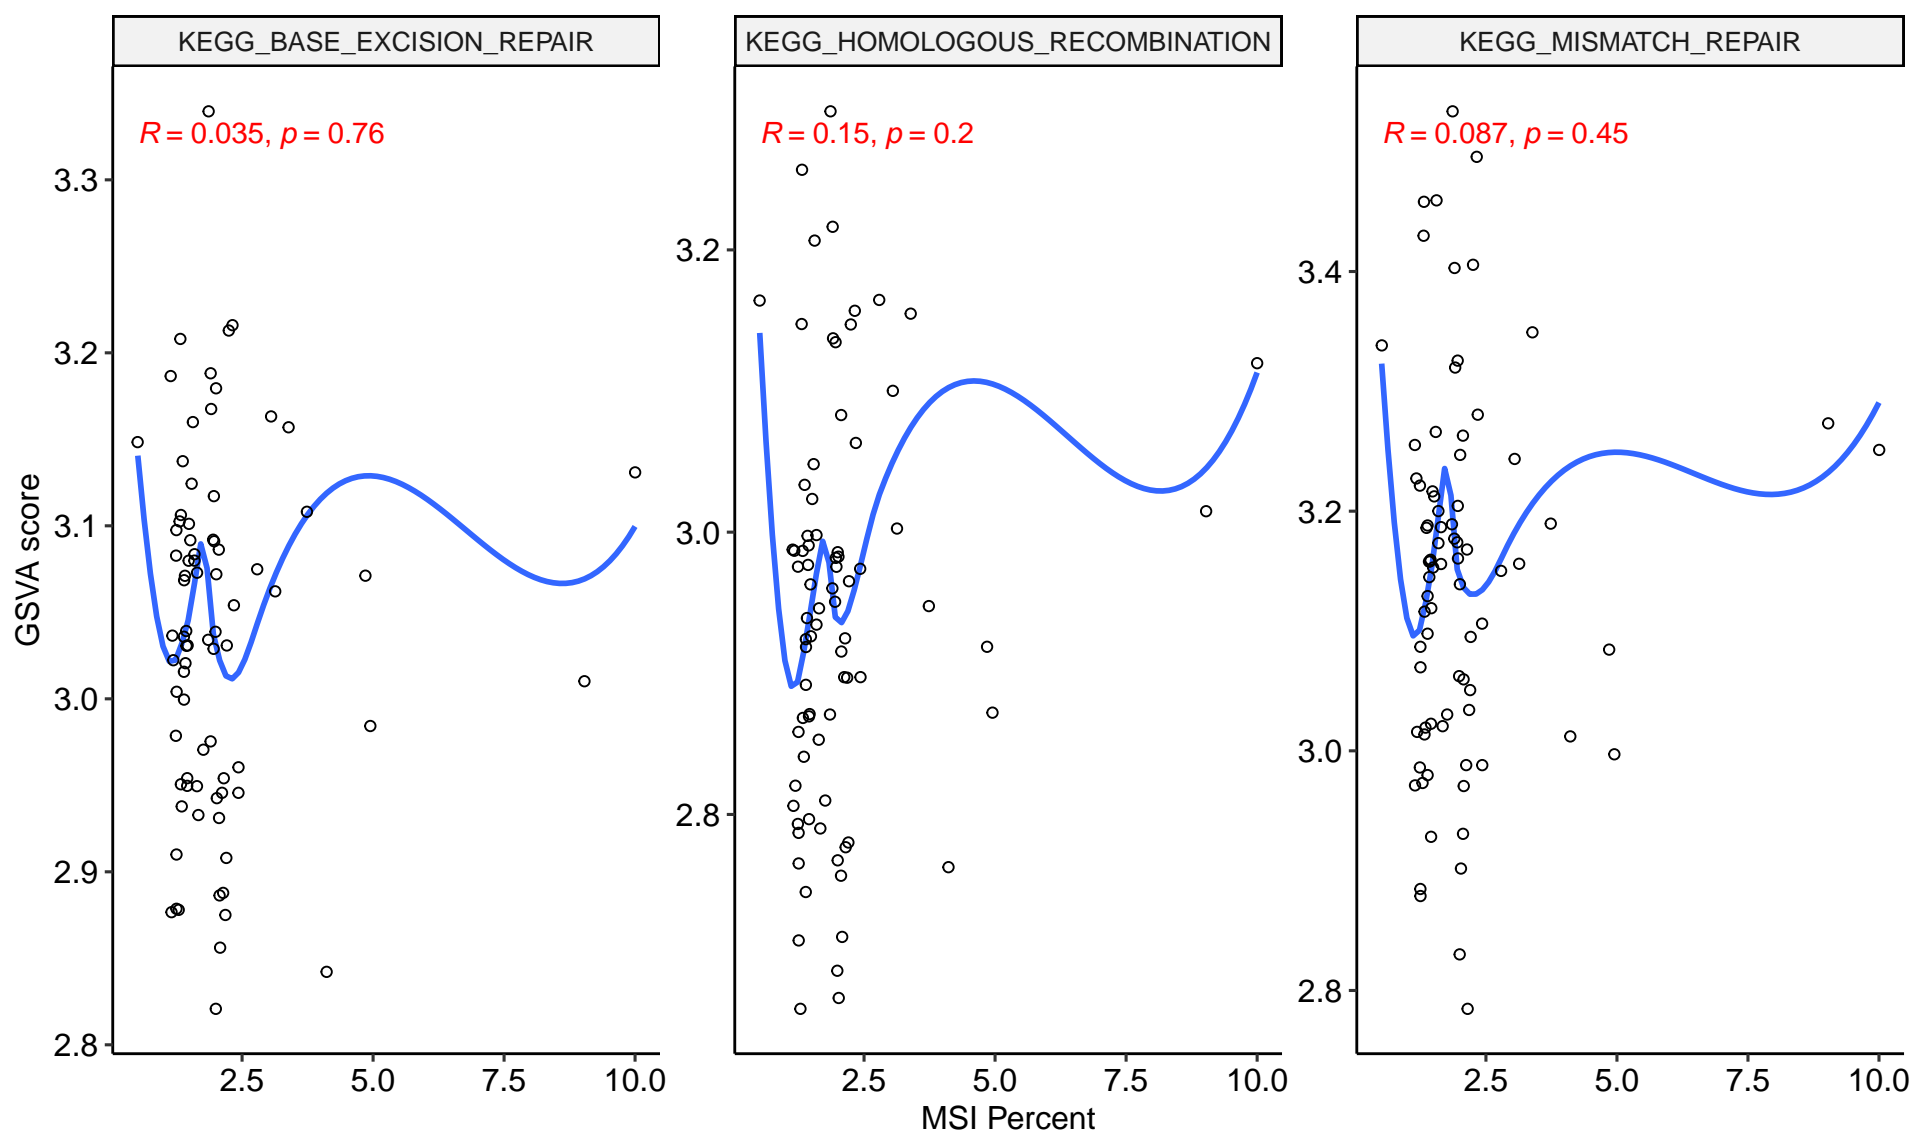 KEGG_BASE_EXCISION_REPAIR
KEGG_HOMOLOGOUS_RECOMBINATION
KEGG_MISMATCH_REPAIR
R = 0.035, p = 0.76
R = 0.15, p = 0.2
R = 0.087, p = 0.45
GSVA score
3.3
3.2
3.1
3.0
2.9
2.8
3.2
3.0
2.8
3.4
3.2
3.0
2.8
2.5 5.0 7.5 10.0
2.5 5.0 7.5 10.0
2.5 5.0 7.5 10.0
MSI Percent